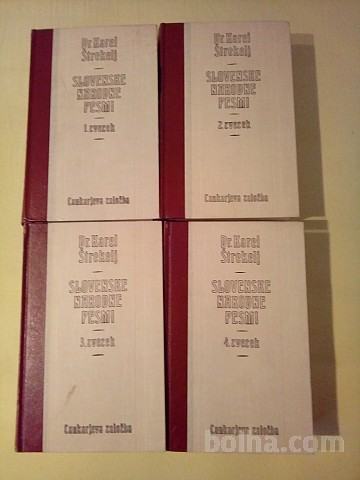 Dr. Karel
Štrekelj
SLOVENSKE
NARODNE
PESMI
1. zvezek
Cankarjeva založba
Dr. Karel
Štrekelj
SLOVENSKE
NARODNE
PESMI
2. zvezek
Cankarjeva založba
Dr. Karel
Štrekelj
SLOVENSKE
NARODNE
PESMI
3. zvezek
Cankarjeva založba
Dr. Karel
Štrekelj
SLOVENSKE
NARODNE
PESMI
4. zvezek
Cankarjeva založba
bolha.com